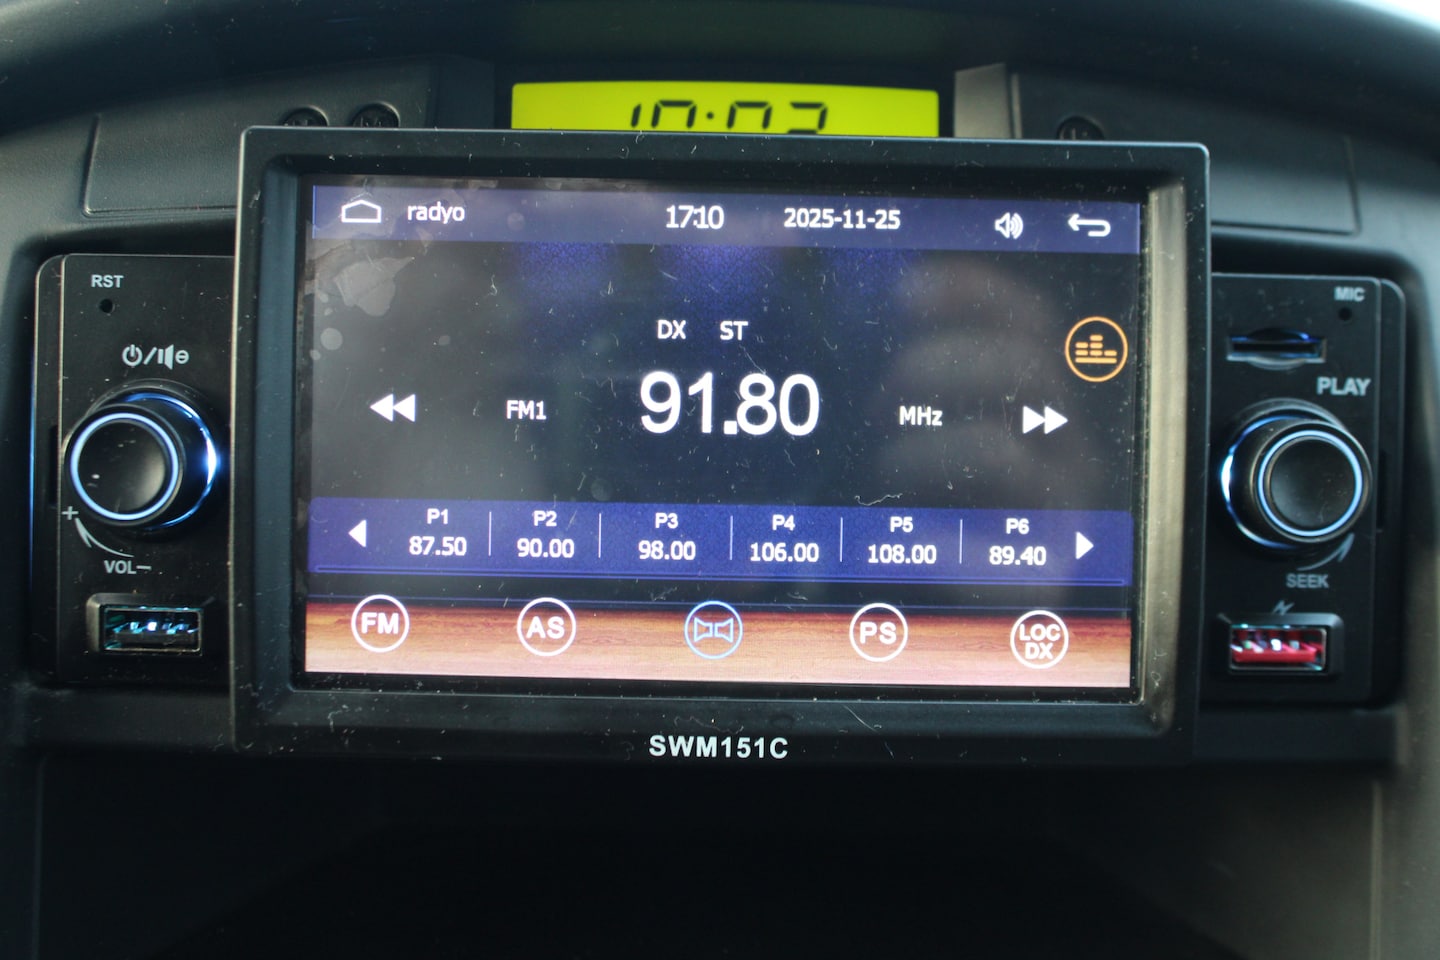 radyo 17:10 2025-11-25
RST
MIC
DX ST
PLAY
FM1 91.80 MHz
P1 P2 P3 P4 P5 P6
87.50 90.00 98.00 106.00 108.00 89.40
+
VOL−
SEEK
FM AS PS LOC DX
SWM151C